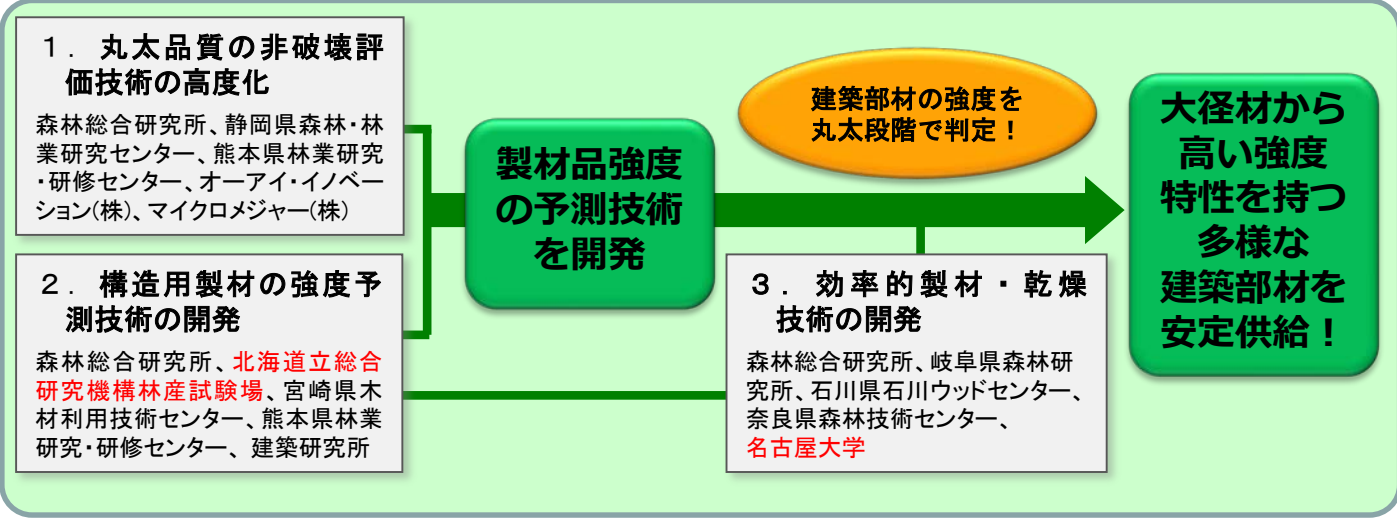 １．丸太品質の非破壊評
価技術の高度化
森林総合研究所、静岡県森林・林
業研究センター、熊本県林業研究
・研修センター、オーアイ・イノベー
ション(株)、マイクロメジャー(株)
２．構造用製材の強度予
測技術の開発
森林総合研究所、北海道立総合
研究機構林産試験場、宮崎県木
材利用技術センター、熊本県林業
研究・研修センター、建築研究所
製材品強度
の予測技術
を開発
建築部材の強度を
丸太段階で判定！
３．効率的製材・乾燥
技術の開発
森林総合研究所、岐阜県森林研
究所、石川県石川ウッドセンター、
奈良県森林技術センター、
名古屋大学
大径材から
高い強度
特性を持つ
多様な
建築部材を
安定供給！